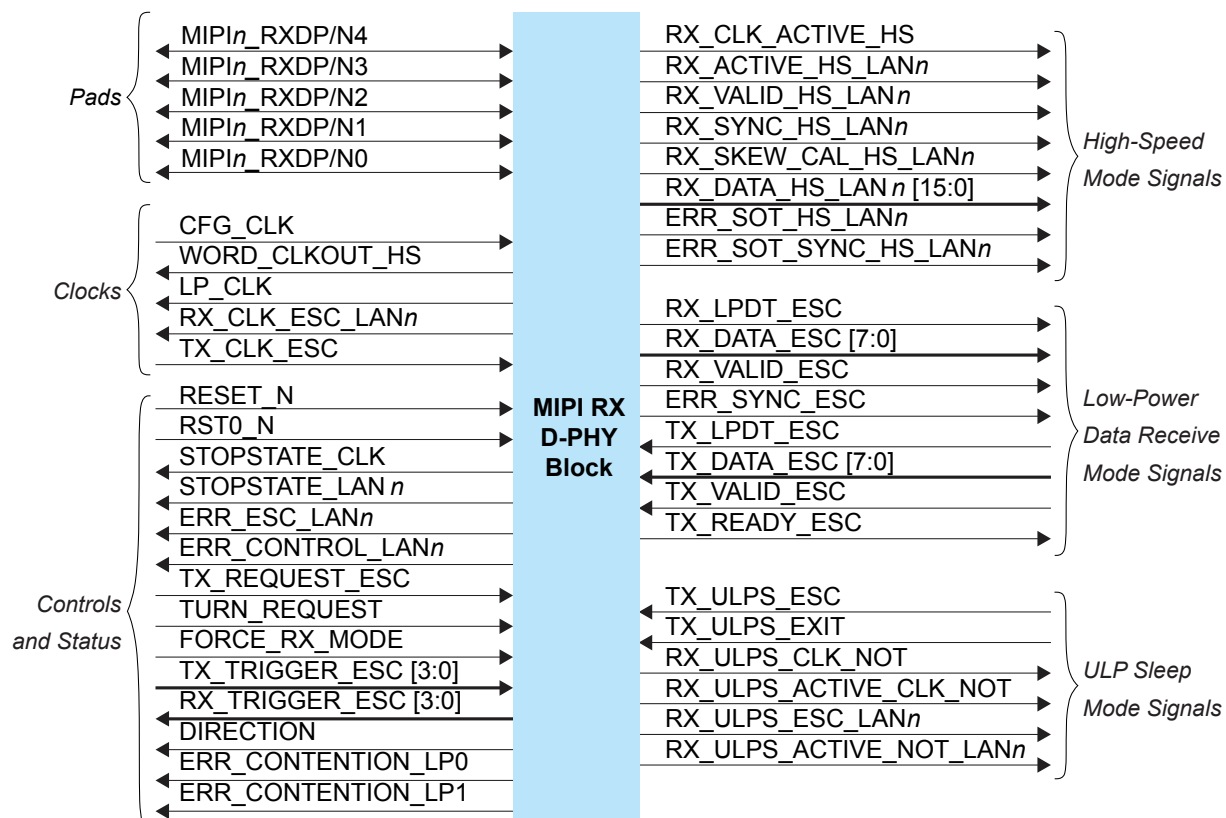 Pads
MIPIn_RXDP/N4
MIPIn_RXDP/N3
MIPIn_RXDP/N2
MIPIn_RXDP/N1
MIPIn_RXDP/N0
Clocks
CFG_CLK
WORD_CLKOUT_HS
LP_CLK
RX_CLK_ESC_LANn
TX_CLK_ESC
Controls
and Status
RESET_N
RST0_N
STOPSTATE_CLK
STOPSTATE_LAN n
ERR_ESC_LANn
ERR_CONTROL_LANn
TX_REQUEST_ESC
TURN_REQUEST
FORCE_RX_MODE
TX_TRIGGER_ESC [3:0]
RX_TRIGGER_ESC [3:0]
DIRECTION
ERR_CONTENTION_LP0
ERR_CONTENTION_LP1
MIPI RX
D-PHY
Block
RX_CLK_ACTIVE_HS
RX_ACTIVE_HS_LANn
RX_VALID_HS_LANn
RX_SYNC_HS_LANn
RX_SKEW_CAL_HS_LANn
RX_DATA_HS_LAN n [15:0]
ERR_SOT_HS_LANn
ERR_SOT_SYNC_HS_LANn
High-Speed
Mode Signals
RX_LPDT_ESC
RX_DATA_ESC [7:0]
RX_VALID_ESC
ERR_SYNC_ESC
TX_LPDT_ESC
TX_DATA_ESC [7:0]
TX_VALID_ESC
TX_READY_ESC
Low-Power
Data Receive
Mode Signals
TX_ULPS_ESC
TX_ULPS_EXIT
RX_ULPS_CLK_NOT
RX_ULPS_ACTIVE_CLK_NOT
RX_ULPS_ESC_LANn
RX_ULPS_ACTIVE_NOT_LANn
ULP Sleep
Mode Signals